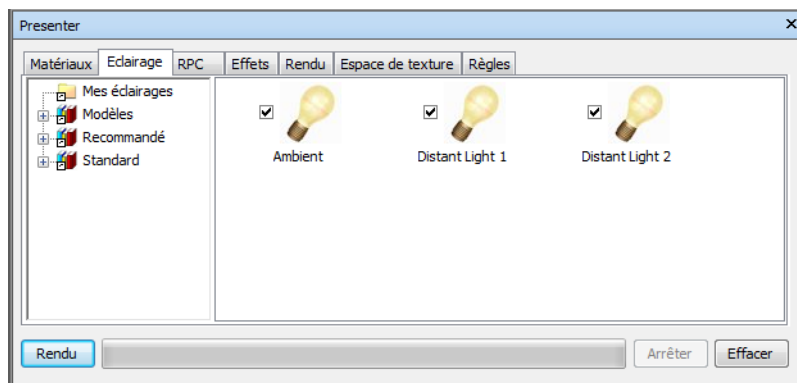 Presenter
Matériaux Eclairage RPC Effets Rendu Espace de texture Règles
Mes éclairages
Modèles
Recommandé
Standard
Ambient Distant Light 1 Distant Light 2
Rendu Arrêter Effacer